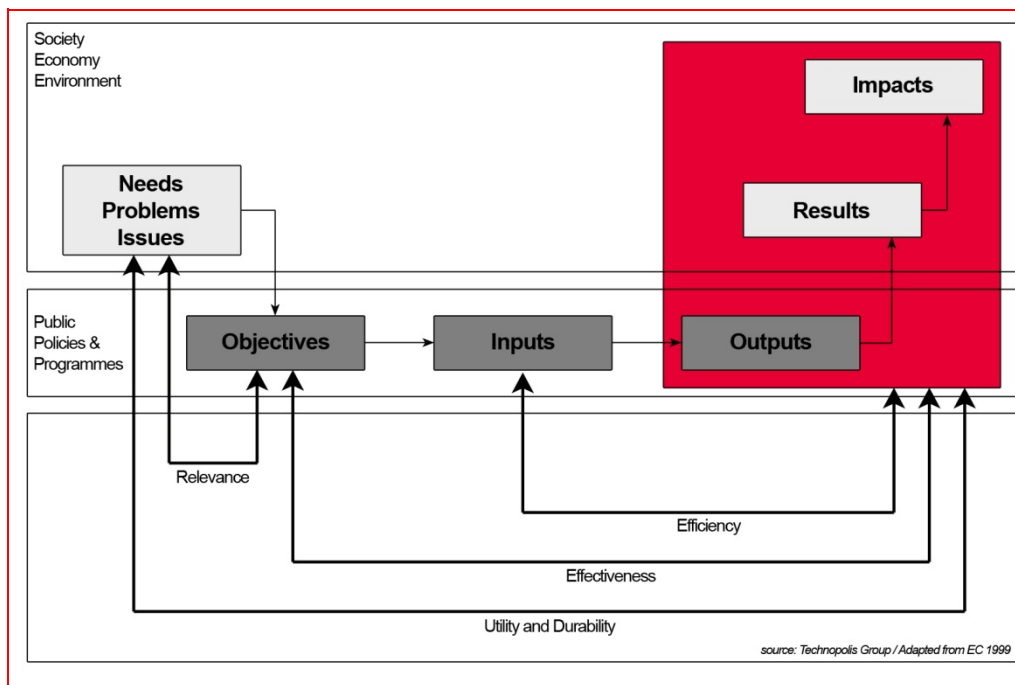 Society
Economy
Environment
Impacts
Needs
Problems
Issues
Results
Public
Policies &
Programmes
Objectives
Inputs
Outputs
Relevance
Efficiency
Effectiveness
Utility and Durability
source: Technopolis Group / Adapted from EC 1999